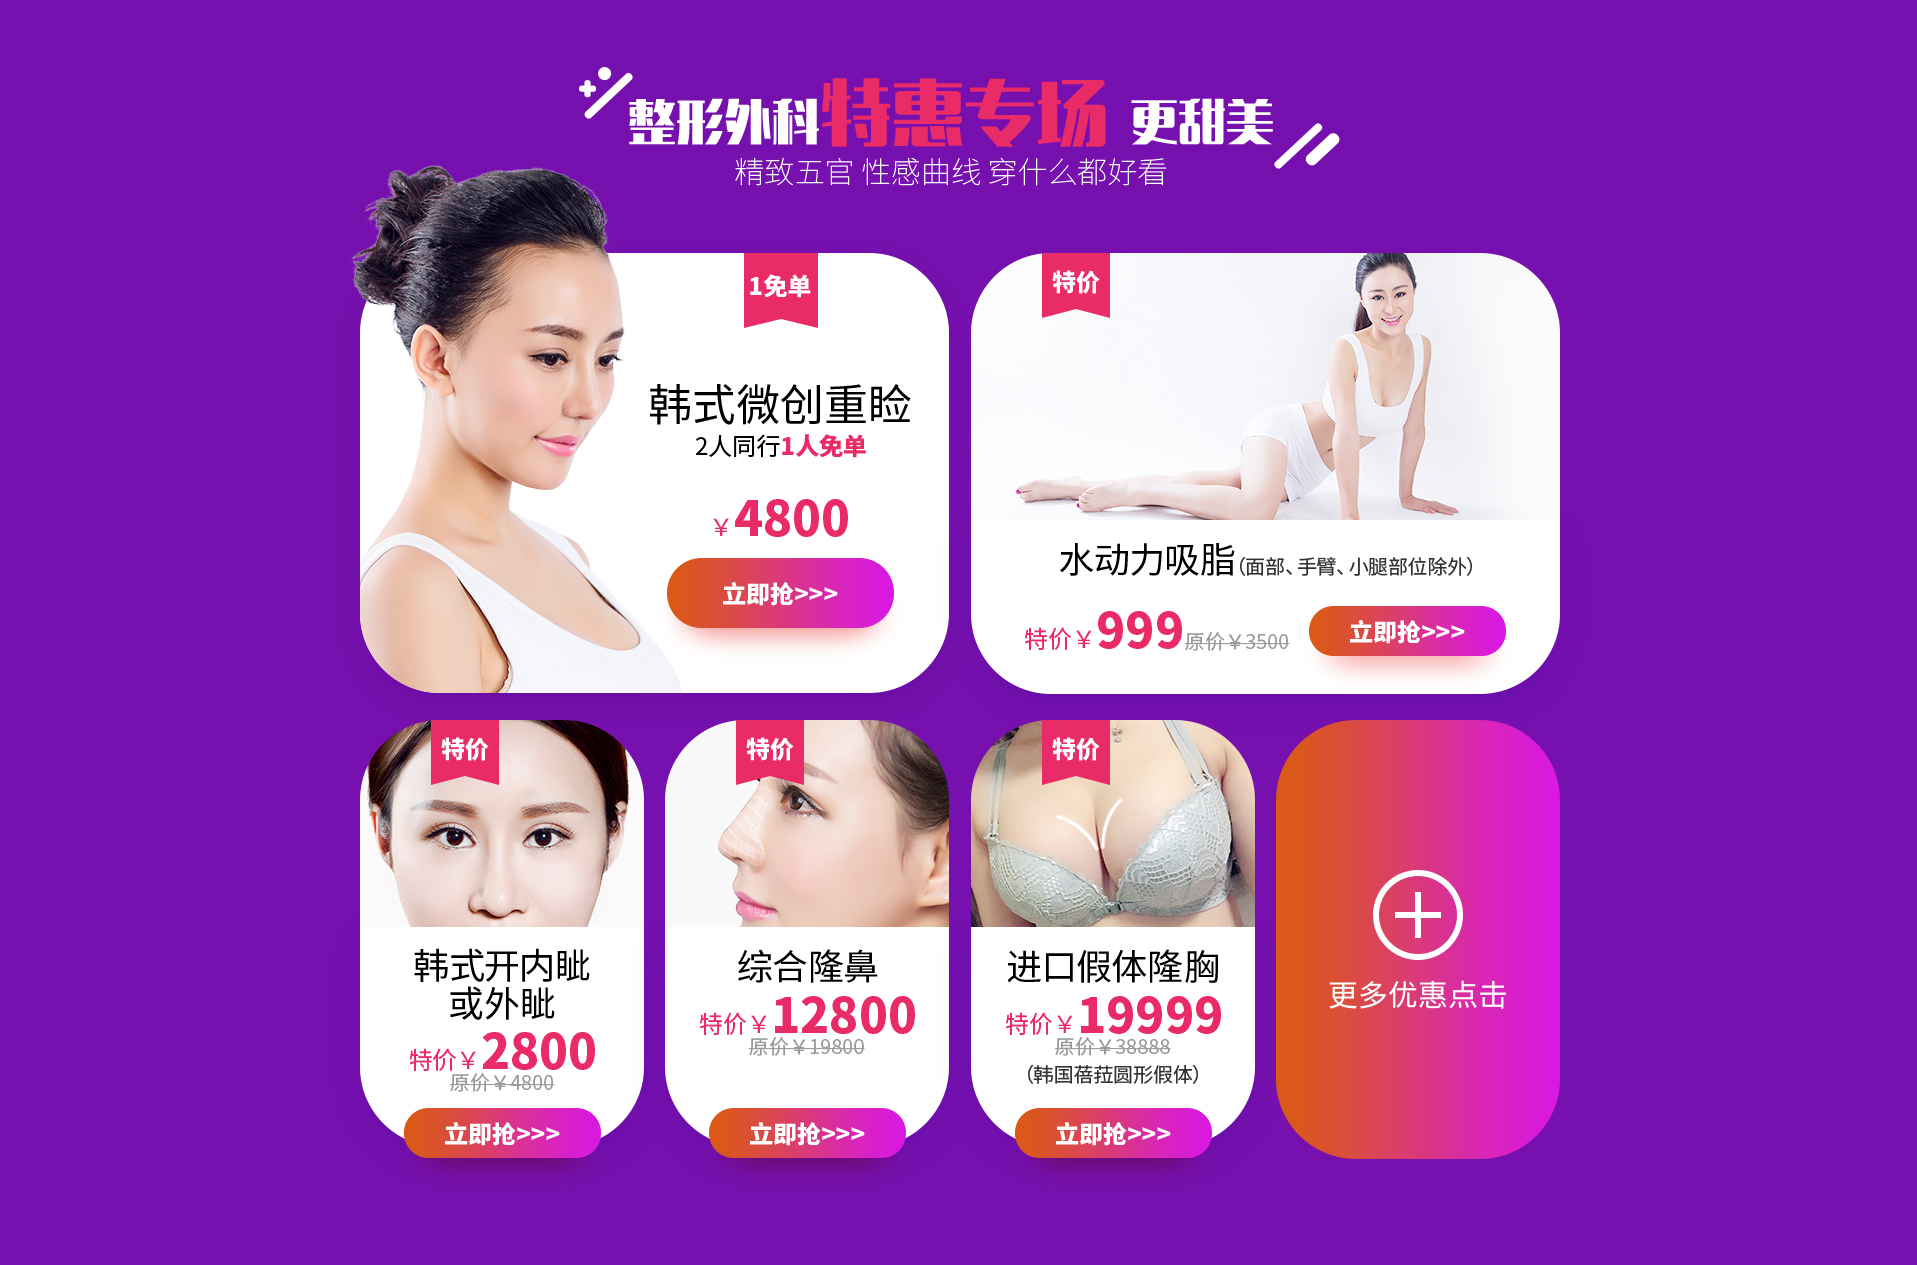 整形外科特惠专场 更甜美
精致五官 性感曲线 穿什么都好看
1免单
韩式微创重睑
2人同行1人免单
¥4800
立即抢>>>
特价
水动力吸脂(面部、手臂、小腿部位除外)
特价¥999原价¥3500
立即抢>>>
特价
韩式开内眦
或外眦
特价¥2800
原价¥4800
立即抢>>>
特价
综合隆鼻
特价¥12800
原价¥19800
立即抢>>>
特价
进口假体隆胸
特价¥19999
原价¥38888
(韩国蓓菈圆形假体)
立即抢>>>
更多优惠点击